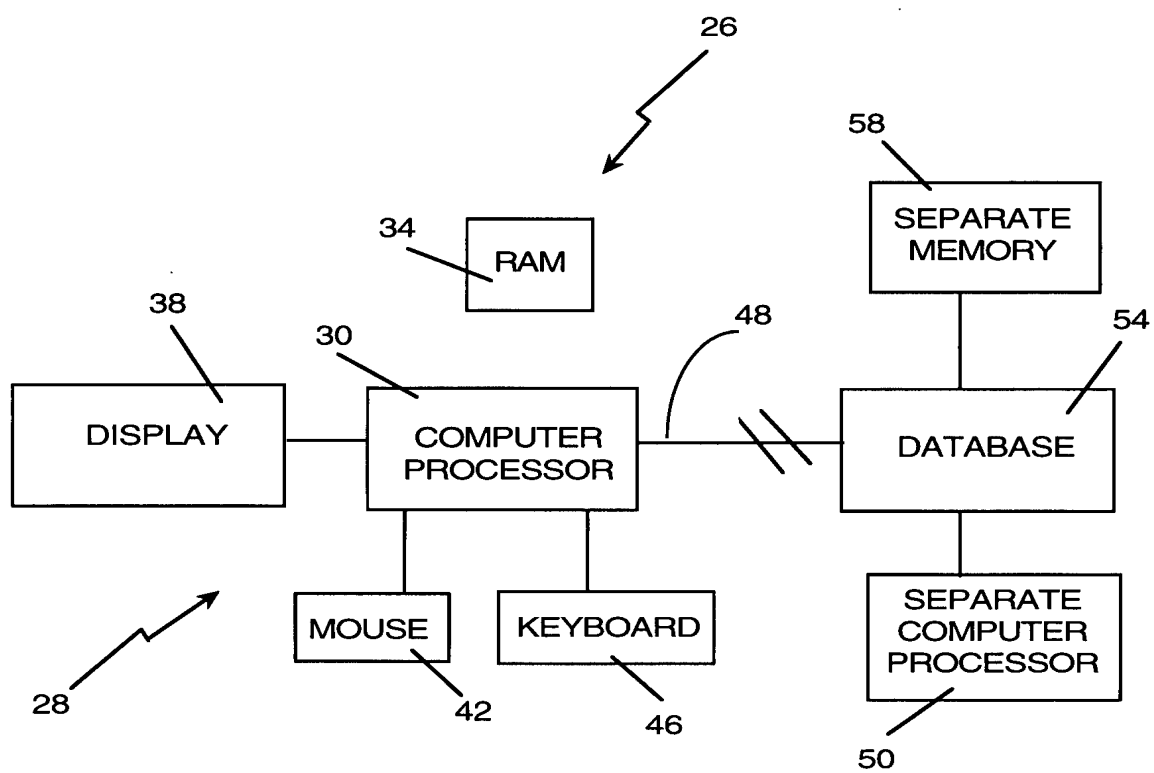 26
58
SEPARATE
MEMORY
34
RAM
38
30
48
54
DISPLAY
COMPUTER
PROCESSOR
DATABASE
MOUSE
KEYBOARD
SEPARATE
COMPUTER
PROCESSOR
28
42
46
50